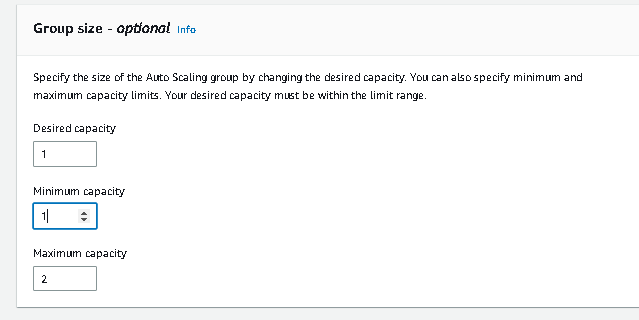 Group size - optional Info
Specify the size of the Auto Scaling group by changing the desired capacity. You can also specify minimum and
maximum capacity limits. Your desired capacity must be within the limit range.
Desired capacity
1
Minimum capacity
1
Maximum capacity
2